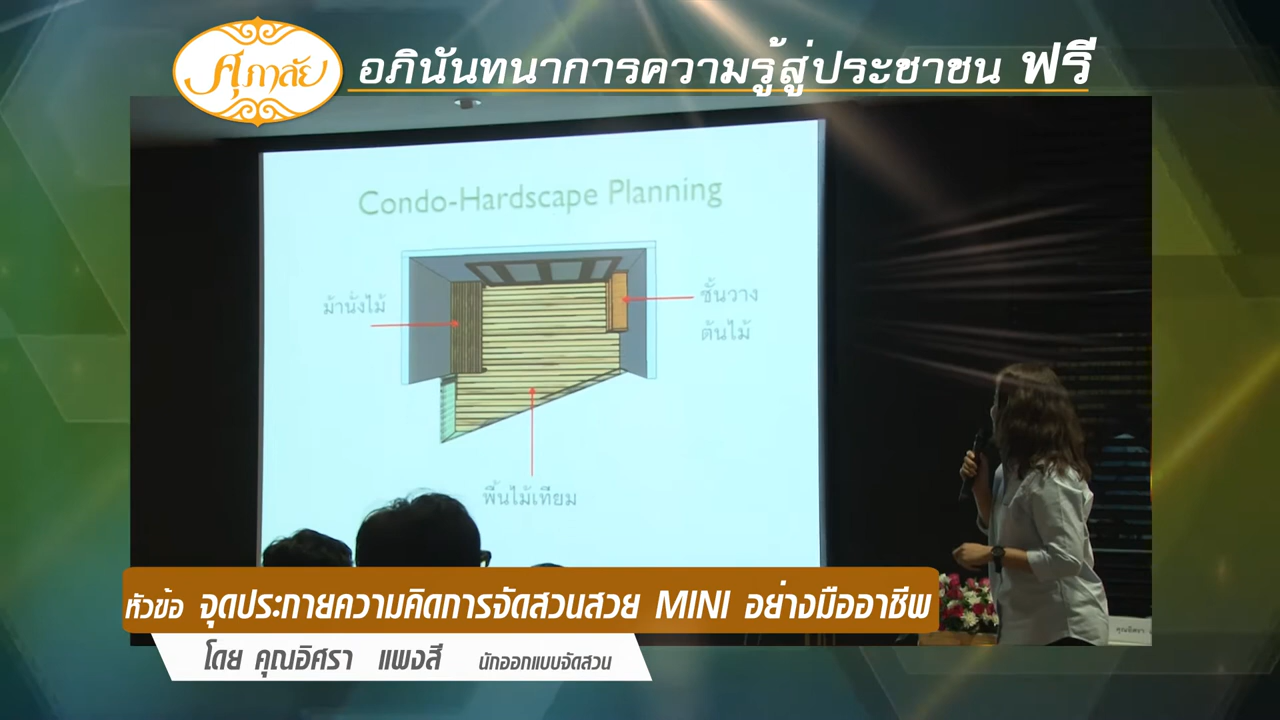 ศุภาลัย
อภินันทนาการความรู้สู่ประชาชน ฟรี
Condo-Hardscape Planning
ม้านั่งไม้
ชั้นวาง
ต้นไม้
พื้นไม้เทียม
คุณอิศรา
หัวข้อ จุดประกายความคิดการจัดสวนสวย MINI อย่างมืออาชีพ
โดย คุณอิศรา แพงสี นักออกแบบจัดสวน